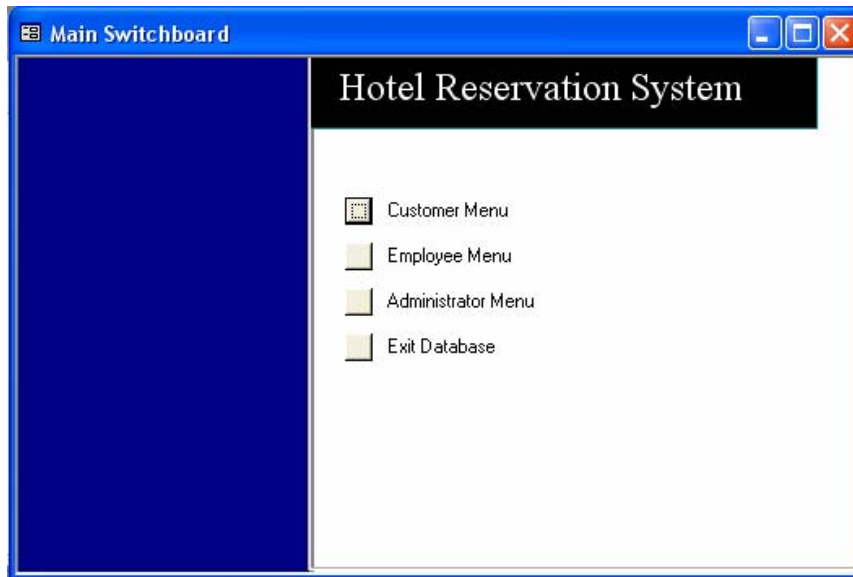 Main Switchboard
Hotel Reservation System
Customer Menu
Employee Menu
Administrator Menu
Exit Database